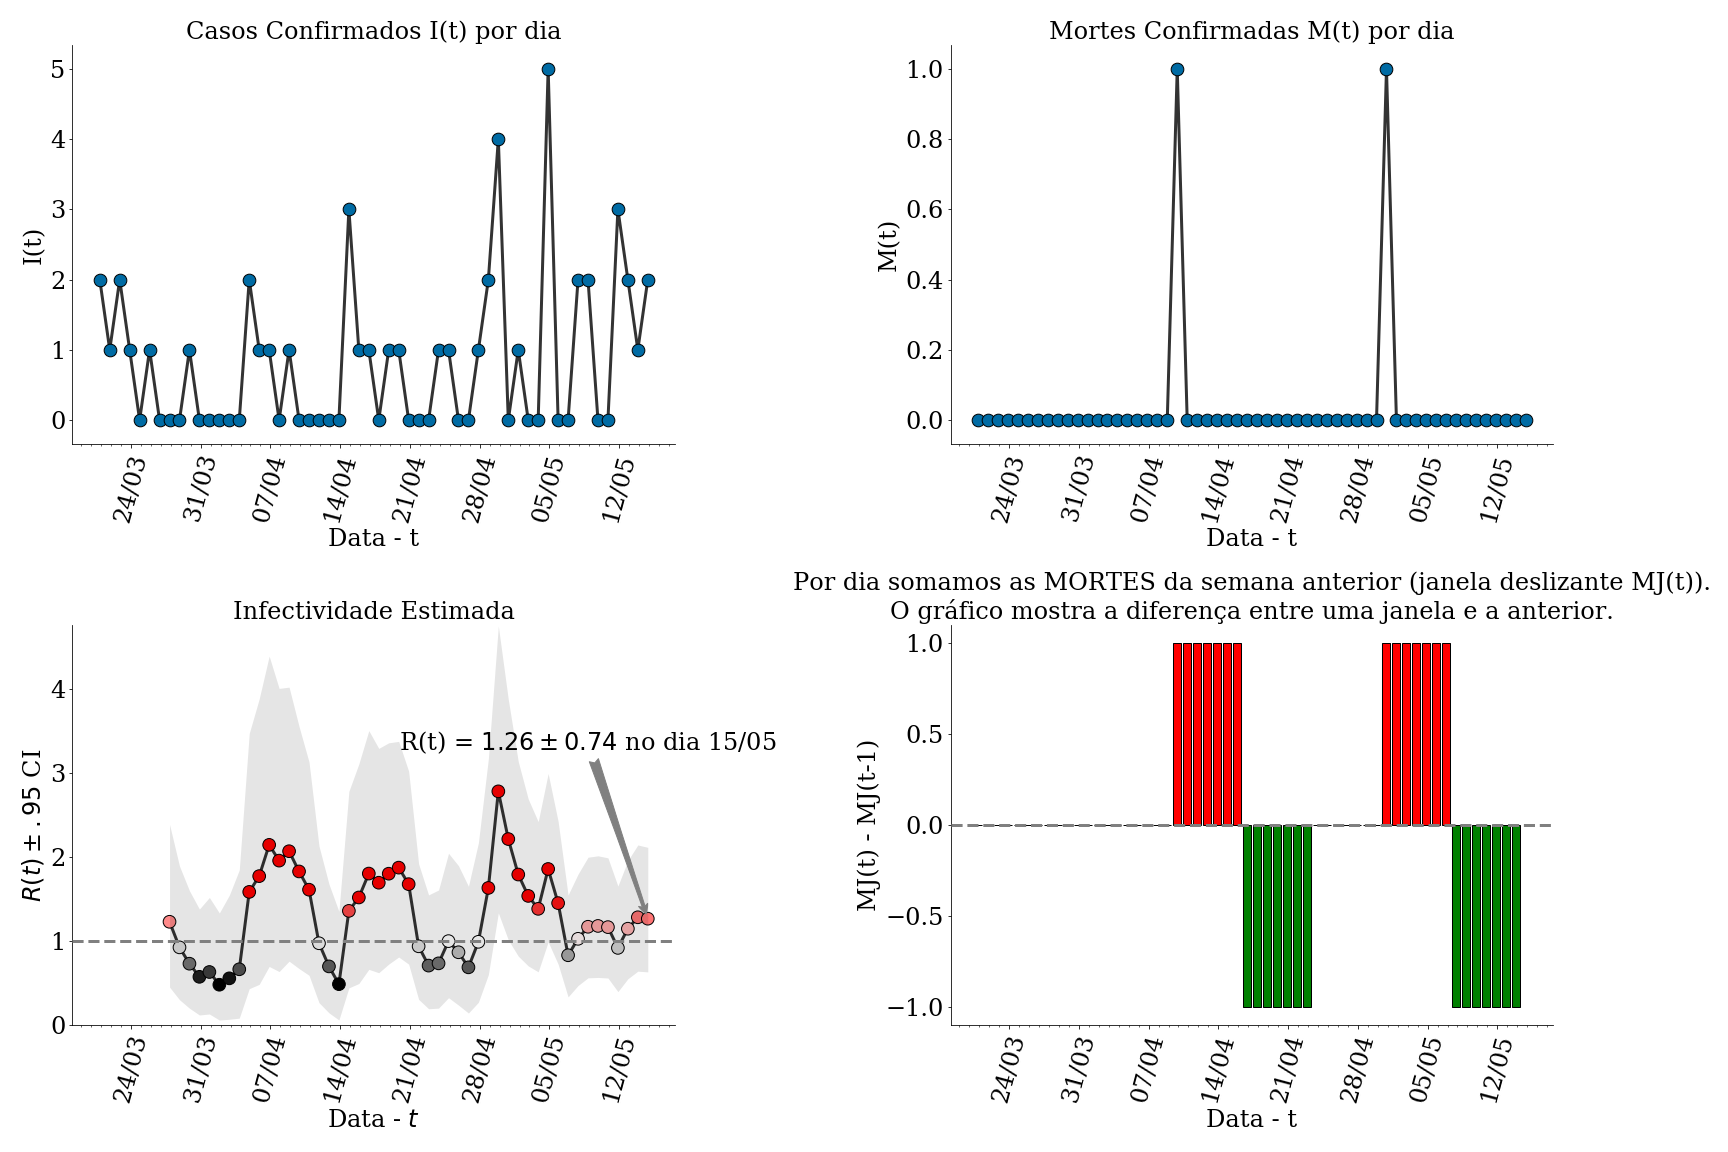 Casos Confirmados I(t) por dia
5
4
3
2
1
0
I(t)
24/03 31/03 07/04 14/04 21/04 28/04 05/05 12/05
Data - t
Mortes Confirmadas M(t) por dia
1.0
0.8
0.6
0.4
0.2
0.0
M(t)
24/03 31/03 07/04 14/04 21/04 28/04 05/05 12/05
Data - t
Infectividade Estimada
4
3
2
1
0
R(t) ± .95 CI
R(t) = 1.26 ± 0.74 no dia 15/05
24/03 31/03 07/04 14/04 21/04 28/04 05/05 12/05
Data - t
Por dia somamos as MORTES da semana anterior (janela deslizante MJ(t)).
O gráfico mostra a diferença entre uma janela e a anterior.
1.0
0.5
0.0
−0.5
−1.0
MJ(t) - MJ(t-1)
24/03 31/03 07/04 14/04 21/04 28/04 05/05 12/05
Data - t